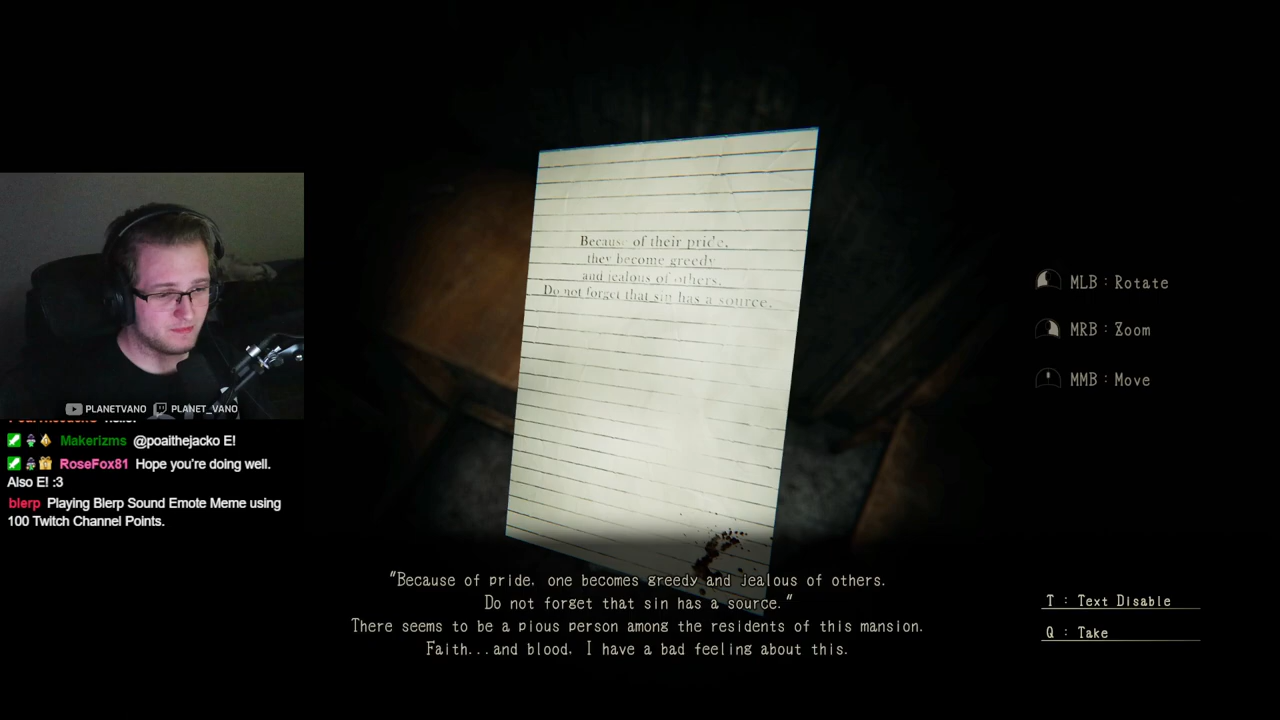 Because of their pride,
they become greedy
and jealous of others.
Do not forget that sin has a source.
MLB : Rotate
MRB : Zoom
MMB : Move
PLANETVANO PLANET_VANO
Makerizms @poaithejacko E!
RoseFox81 Hope you're doing well.
Also E! :3
blerp Playing Blerp Sound Emote Meme using
100 Twitch Channel Points.
"Because of pride, one becomes greedy and jealous of others.
Do not forget that sin has a source."
There seems to be a pious person among the residents of this mansion.
Faith...and blood, I have a bad feeling about this.
T : Text Disable
Q : Take